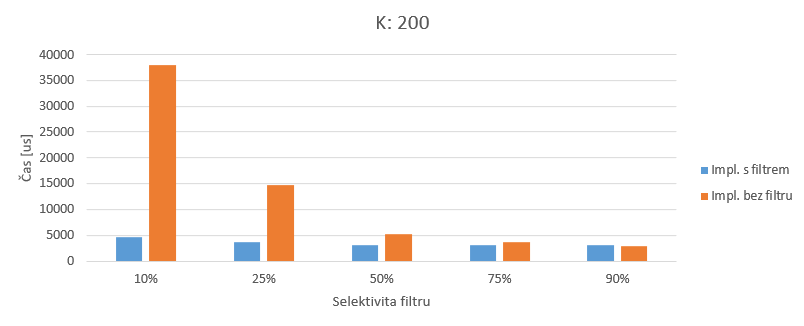 K: 200
40000
35000
30000
25000
20000
15000
10000
5000
0
Čas [us]
10% 25% 50% 75% 90%
Selektivita filtru
Impl. s filtrem
Impl. bez filtru